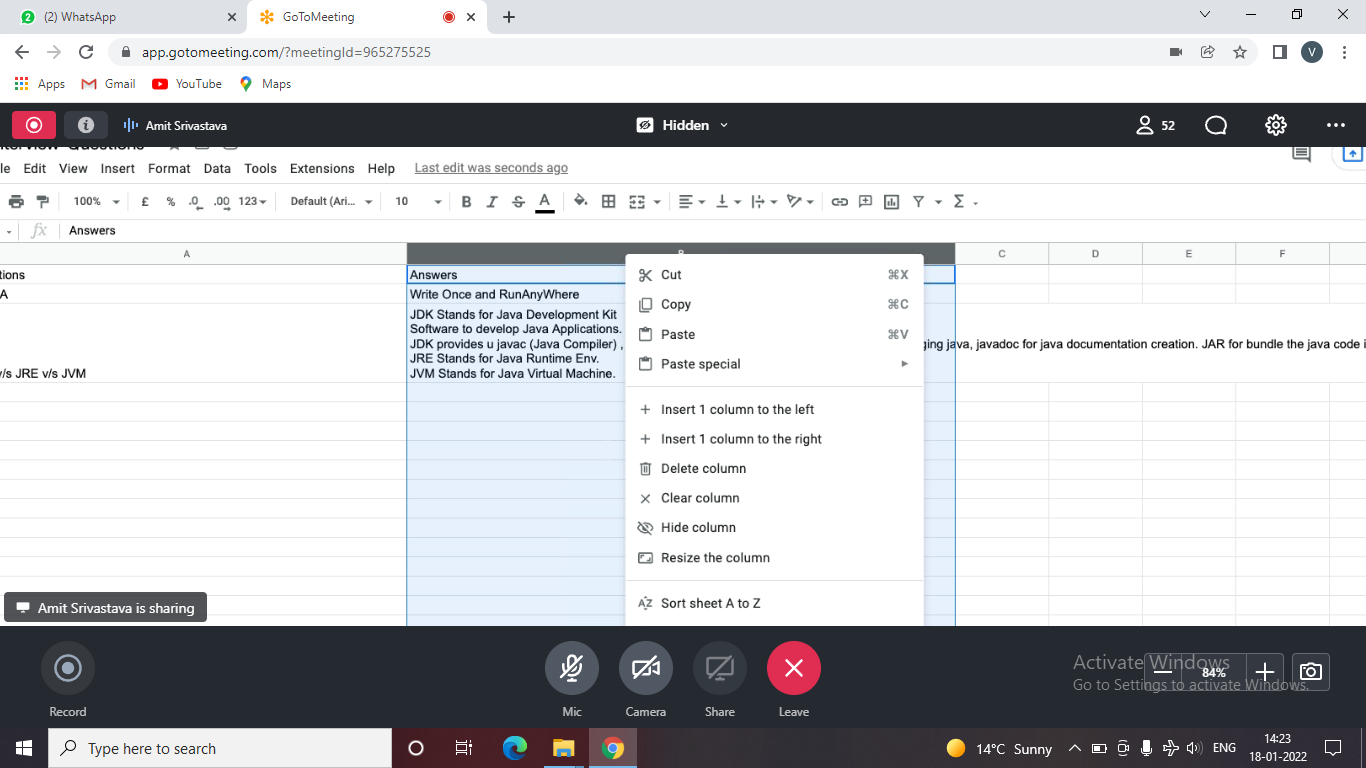 2 (2) WhatsApp
GoToMeeting
app.gotomeeting.com/?meetingId=965275525
V
Apps Gmail YouTube Maps
Amit Srivastava
Hidden
52
Interview Questions
le Edit View Insert Format Data Tools Extensions Help Last edit was seconds ago
100% £ % .0 .00 123 Default (Ari... 10 B I S A Σ
fx Answers
A B C D E F
tions Answers
A Write Once and RunAnyWhere
JDK Stands for Java Development Kit
Software to develop Java Applications.
JDK provides u javac (Java Compiler) , ging java, javadoc for java documentation creation. JAR for bundle the java code i
JRE Stands for Java Runtime Env.
/s JRE v/s JVM JVM Stands for Java Virtual Machine.
Cut ⌘X
Copy ⌘C
Paste ⌘V
Paste special
Insert 1 column to the left
Insert 1 column to the right
Delete column
Clear column
Hide column
Resize the column
Sort sheet A to Z
Amit Srivastava is sharing
Record
Mic
Camera
Share
Leave
Activate Windows
Go to Settings to activate Windows.
84%
Type here to search
14°C Sunny
ENG
14:23
18-01-2022